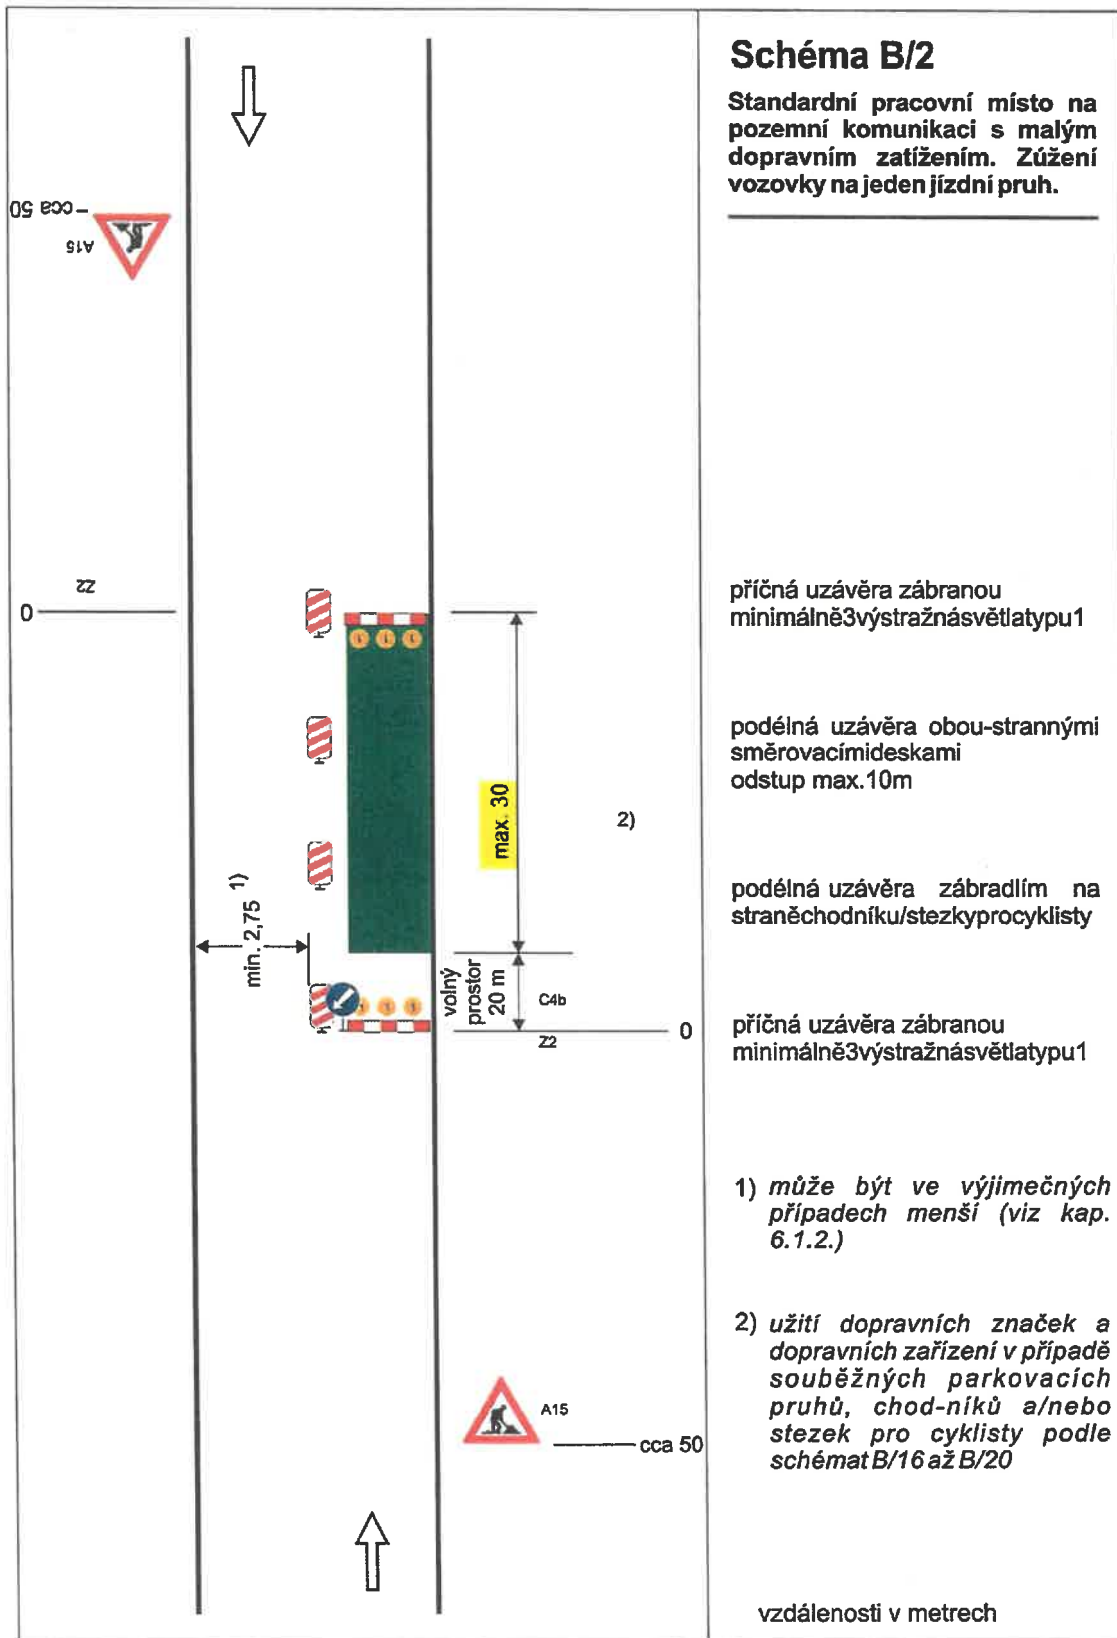 Schéma B/2
Standardní pracovní místo na
pozemní komunikaci s malým
dopravním zatížením. Zúžení
vozovky na jeden jízdní pruh.
cca 50
A15
Z2
0
příčná uzávěra zábranou
minimálně3výstražnásvětlatypu1
podélná uzávěra obou-strannými
směrovacímideskami
odstup max.10m
max. 30
2)
podélná uzávěra zábradlím na
straněchodníku/stezkyprocyklisty
min. 2,75 1)
volný
prostor
20 m
C4b
Z2
0
příčná uzávěra zábranou
minimálně3výstražnásvětlatypu1
1) může být ve výjimečných
případech menší (viz kap.
6.1.2.)
2) užití dopravních značek a
dopravních zařízení v případě
souběžných parkovacích
pruhů, chod-níků a/nebo
stezek pro cyklisty podle
schémat B/16 až B/20
A15
cca 50
vzdálenosti v metrech